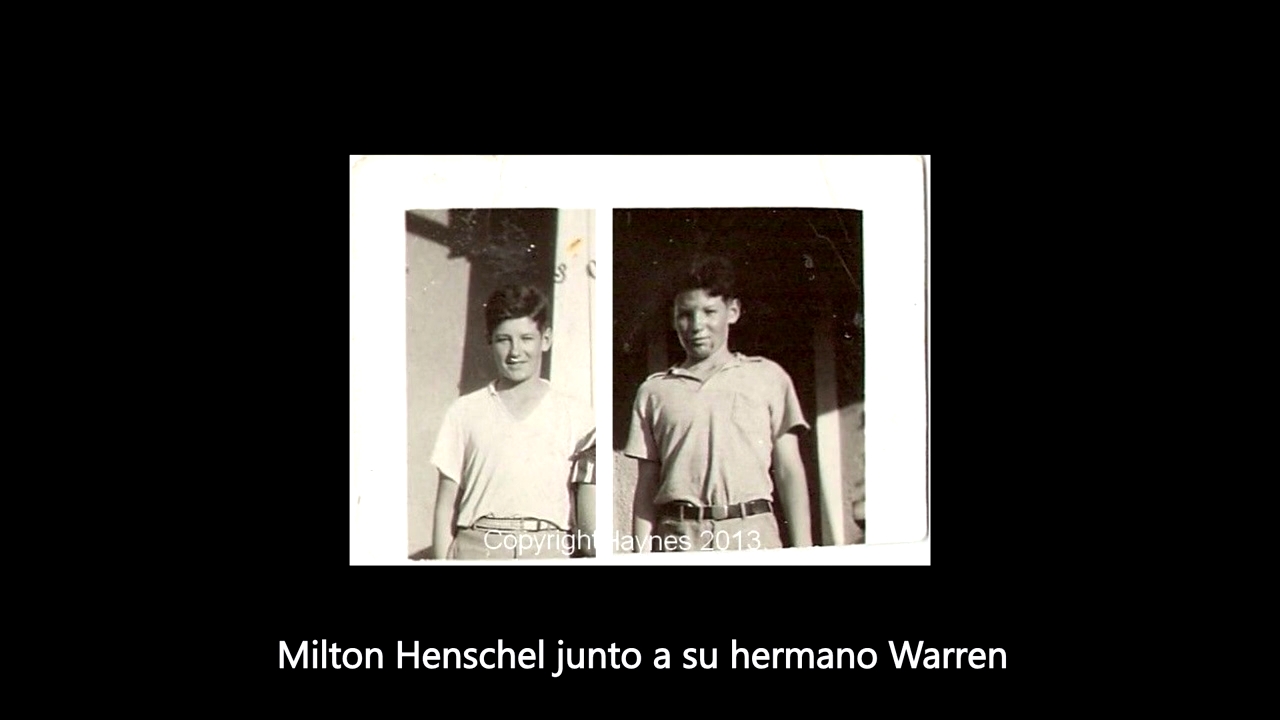 Copyright Haynes 2013
Milton Henschel junto a su hermano Warren